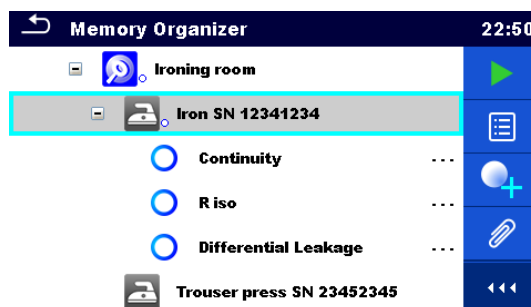 Memory Organizer 22:50
Ironing room
Iron SN 12341234
Continuity ---
R iso ---
Differential Leakage ---
Trouser press SN 23452345